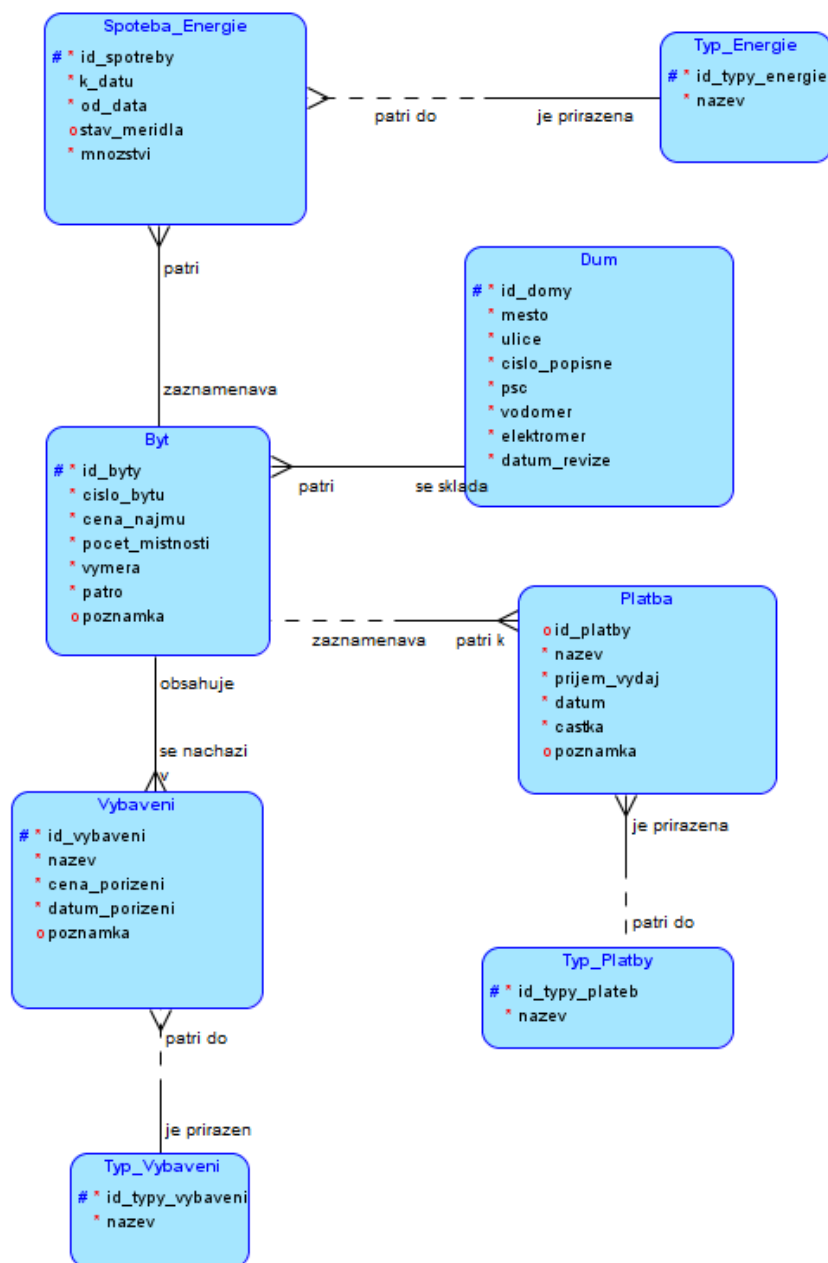 Spoteba_Energie
# * id_spotreby
* k_datu
* od_data
o stav_meridla
* mnozstvi
Typ_Energie
# * id_typy_energie
* nazev
patri do
je prirazena
patri
zaznamenava
Dum
# * id_domy
* mesto
* ulice
* cislo_popisne
* psc
* vodomer
* elektromer
* datum_revize
Byt
# * id_byty
* cislo_bytu
* cena_najmu
* pocet_mistnosti
* vymera
* patro
o poznamka
patri
se sklada
zaznamenava
patri k
Platba
o id_platby
* nazev
* prijem_vydaj
* datum
* castka
o poznamka
obsahuje
se nachazi
v
Vybaveni
# * id_vybaveni
* nazev
* cena_porizeni
* datum_porizeni
o poznamka
je prirazena
patri do
Typ_Platby
# * id_typy_plateb
* nazev
patri do
je prirazen
Typ_Vybaveni
# * id_typy_vybaveni
* nazev